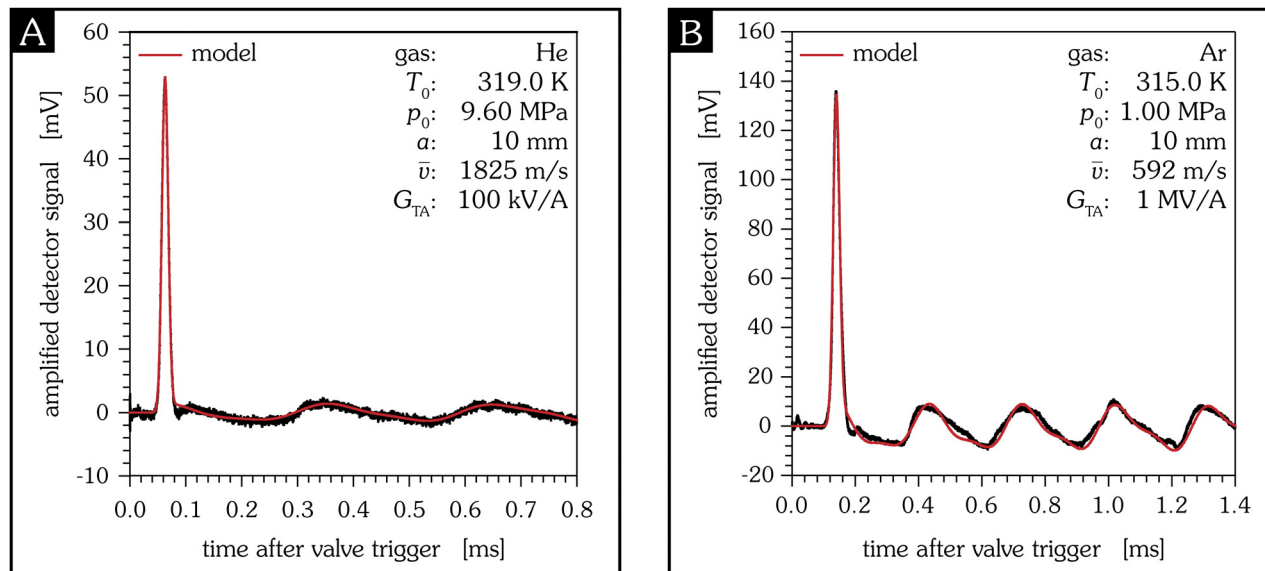 A
60
50
40
30
20
10
0
-10
amplified detector signal [mV]
model
gas: He
T0: 319.0 K
p0: 9.60 MPa
a: 10 mm
v̄: 1825 m/s
GTA: 100 kV/A
0.0 0.1 0.2 0.3 0.4 0.5 0.6 0.7 0.8
time after valve trigger [ms]
B
160
140
120
100
80
60
40
20
0
-20
amplified detector signal [mV]
model
gas: Ar
T0: 315.0 K
p0: 1.00 MPa
a: 10 mm
v̄: 592 m/s
GTA: 1 MV/A
0.0 0.2 0.4 0.6 0.8 1.0 1.2 1.4
time after valve trigger [ms]